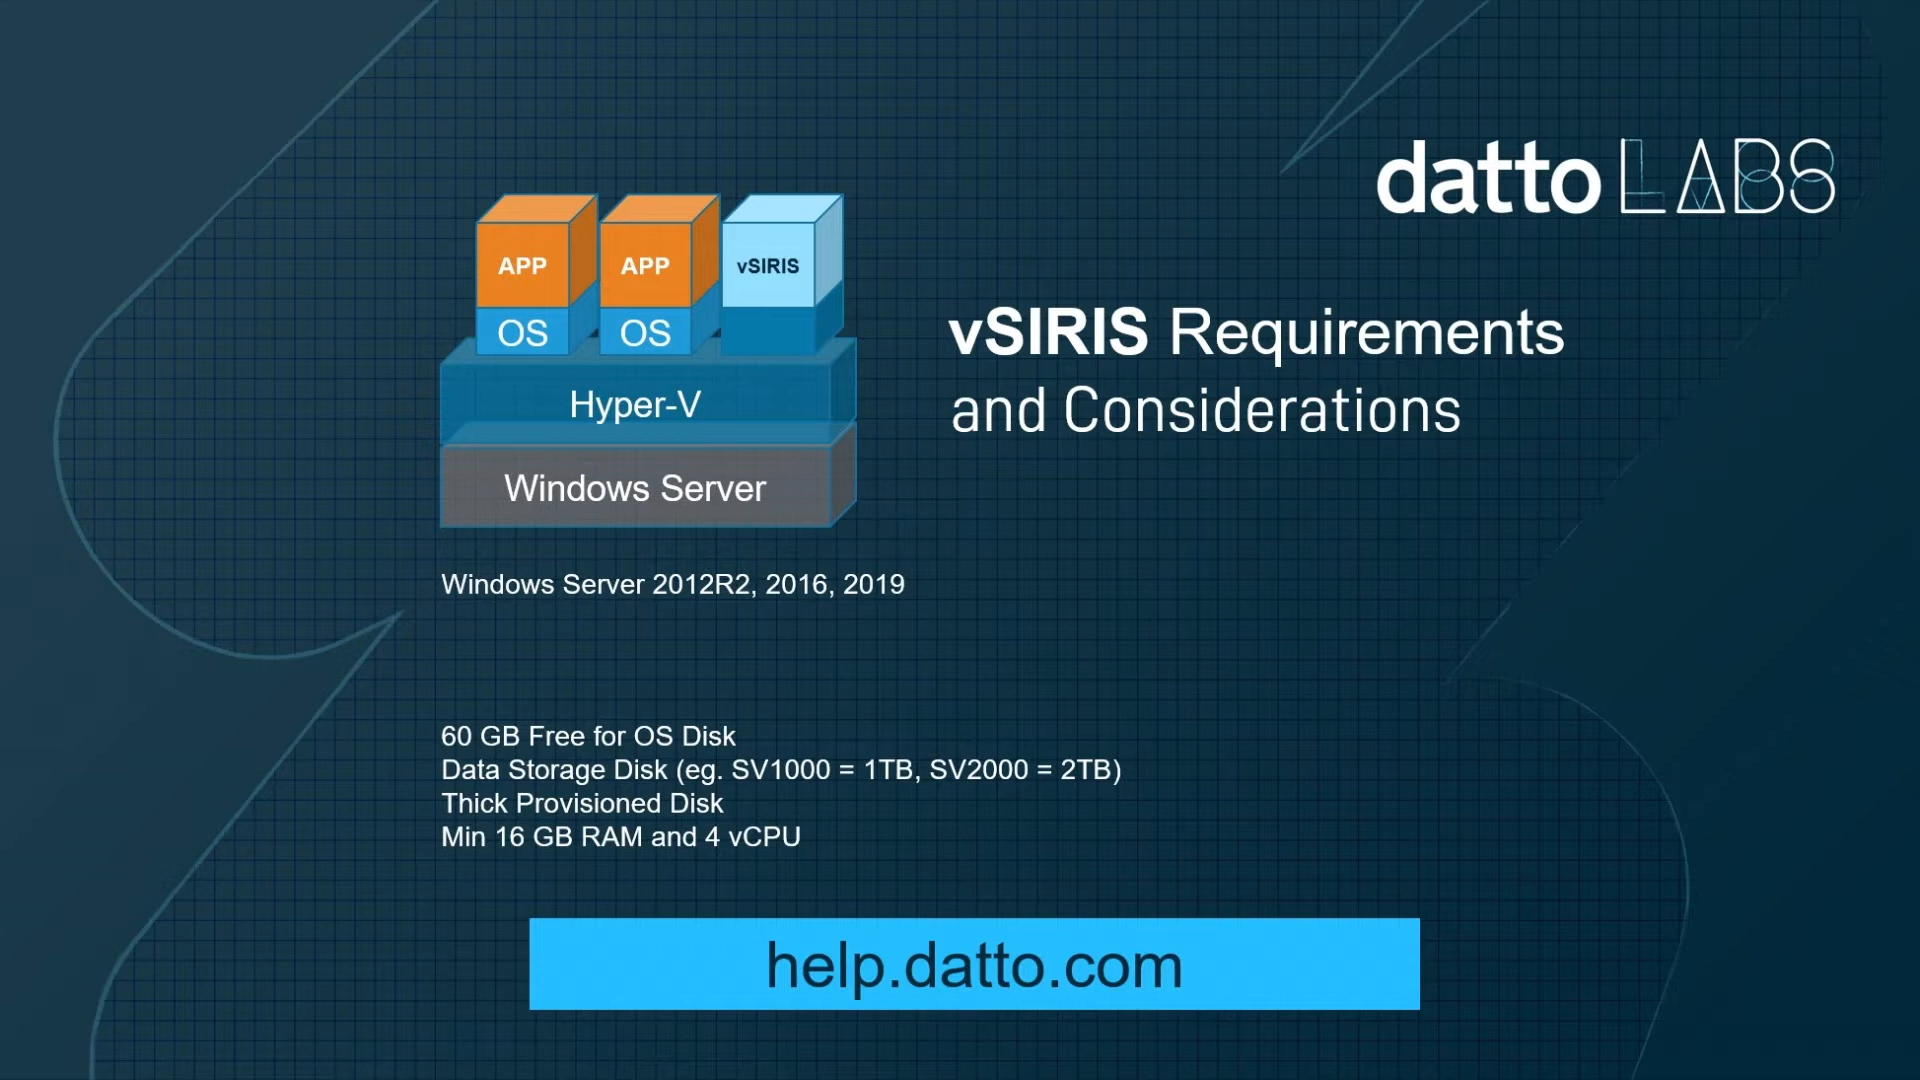 datto LABS
APP APP vSIRIS
OS OS
Hyper-V
Windows Server
vSIRIS Requirements
and Considerations
Windows Server 2012R2, 2016, 2019
60 GB Free for OS Disk
Data Storage Disk (eg. SV1000 = 1TB, SV2000 = 2TB)
Thick Provisioned Disk
Min 16 GB RAM and 4 vCPU
help.datto.com